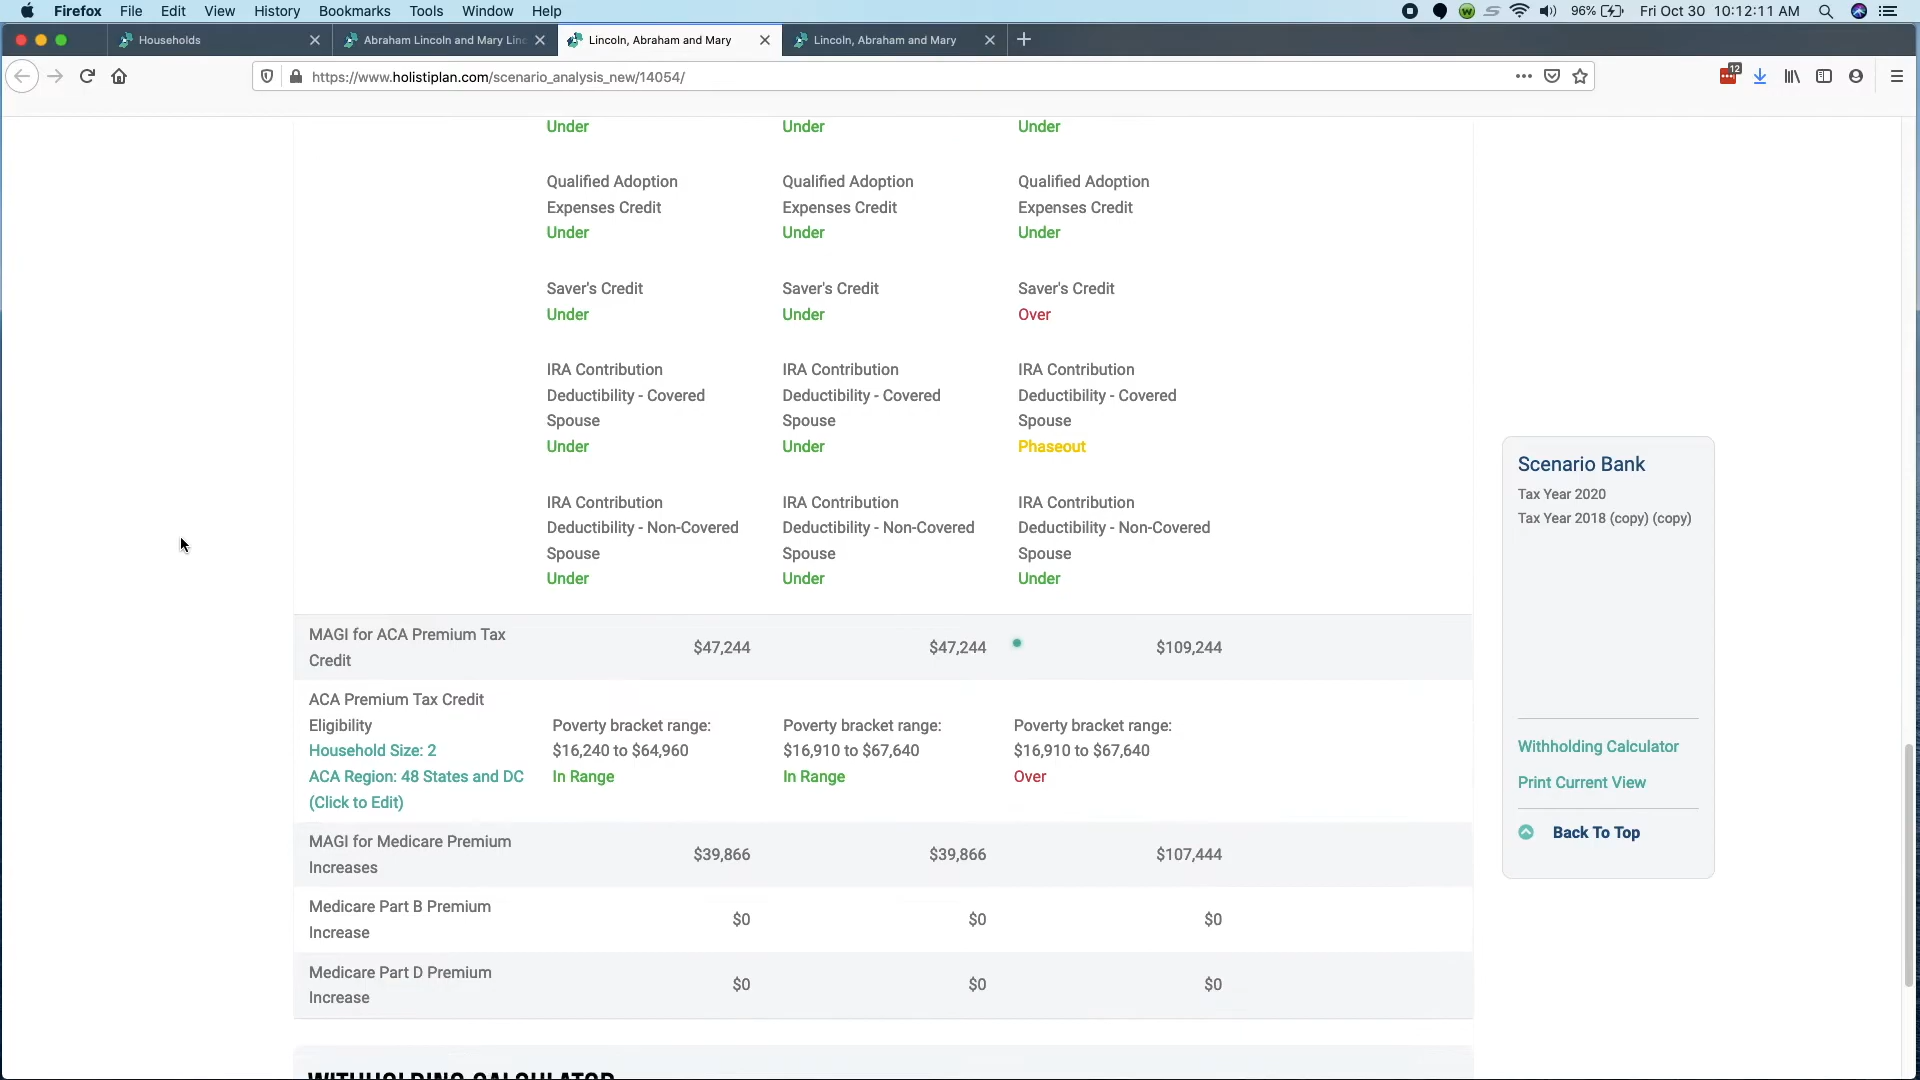 Firefox File Edit View History Bookmarks Tools Window Help 96% Fri Oct 30 10:12:11 AM
Households Abraham Lincoln and Mary Linc Lincoln, Abraham and Mary Lincoln, Abraham and Mary
https://www.holistiplan.com/scenario_analysis_new/14054/ 12
Under Under Under
Qualified Adoption Qualified Adoption Qualified Adoption
Expenses Credit Expenses Credit Expenses Credit
Under Under Under
Saver's Credit Saver's Credit Saver's Credit
Under Under Over
IRA Contribution IRA Contribution IRA Contribution
Deductibility - Covered Deductibility - Covered Deductibility - Covered
Spouse Spouse Spouse
Under Under Phaseout
IRA Contribution IRA Contribution IRA Contribution
Deductibility - Non-Covered Deductibility - Non-Covered Deductibility - Non-Covered
Spouse Spouse Spouse
Under Under Under
MAGI for ACA Premium Tax
Credit $47,244 $47,244 $109,244
ACA Premium Tax Credit
Eligibility Poverty bracket range: Poverty bracket range: Poverty bracket range:
Household Size: 2 $16,240 to $64,960 $16,910 to $67,640 $16,910 to $67,640
ACA Region: 48 States and DC In Range In Range Over
(Click to Edit)
MAGI for Medicare Premium
Increases $39,866 $39,866 $107,444
Medicare Part B Premium
Increase $0 $0 $0
Medicare Part D Premium
Increase $0 $0 $0
WITHHOLDING CALCULATOR
Scenario Bank
Tax Year 2020
Tax Year 2018 (copy) (copy)
Withholding Calculator
Print Current View
Back To Top